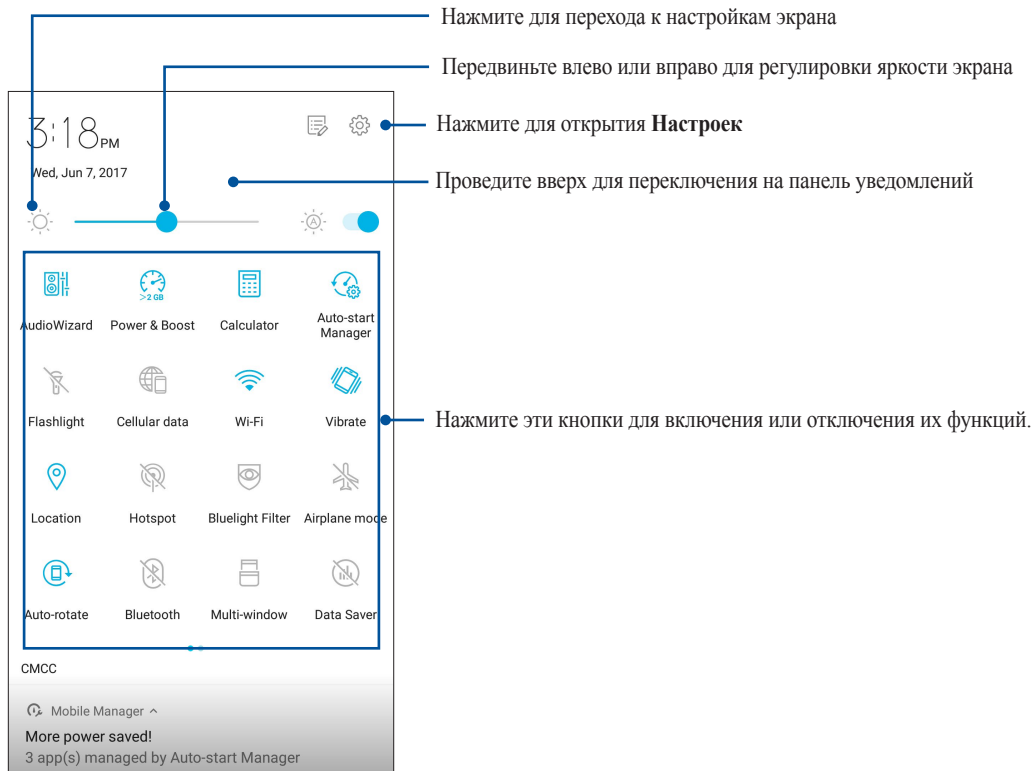 Нажмите для перехода к настройкам экрана
Передвиньте влево или вправо для регулировки яркости экрана
3:18 PM
Нажмите для открытия Настроек
Wed, Jun 7, 2017
Проведите вверх для переключения на панель уведомлений
A
>2 GB
AudioWizard Power & Boost Calculator Auto-start Manager
Flashlight Cellular data Wi-Fi Vibrate
Нажмите эти кнопки для включения или отключения их функций.
Location Hotspot Bluelight Filter Airplane mode
Auto-rotate Bluetooth Multi-window Data Saver
CMCC
Mobile Manager
More power saved!
3 app(s) managed by Auto-start Manager